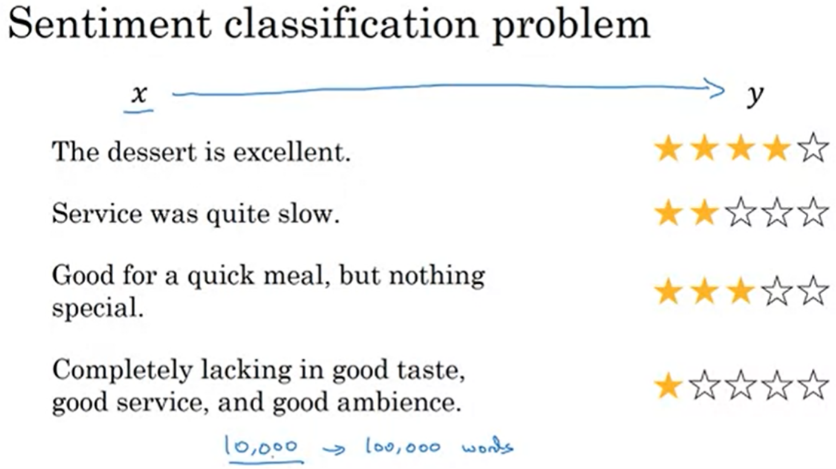 Sentiment classification problem
x → y
The dessert is excellent. ★★★★☆
Service was quite slow. ★★☆☆☆
Good for a quick meal, but nothing
special. ★★★☆☆
Completely lacking in good taste,
good service, and good ambience. ★☆☆☆☆
10,000 → 100,000 words